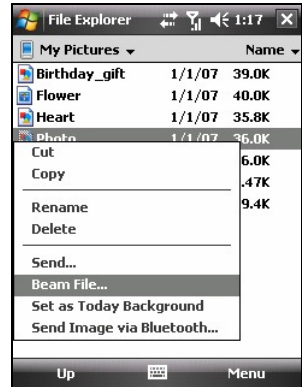 File Explorer 1:17
My Pictures Name
Birthday_gift 1/1/07 39.0K
Flower 1/1/07 40.0K
Heart 1/1/07 35.8K
Photo 1/1/07 36.0K
Cut 6.0K
Copy .47K
Rename 9.4K
Delete
Send...
Beam File...
Set as Today Background
Send Image via Bluetooth...
Up Menu